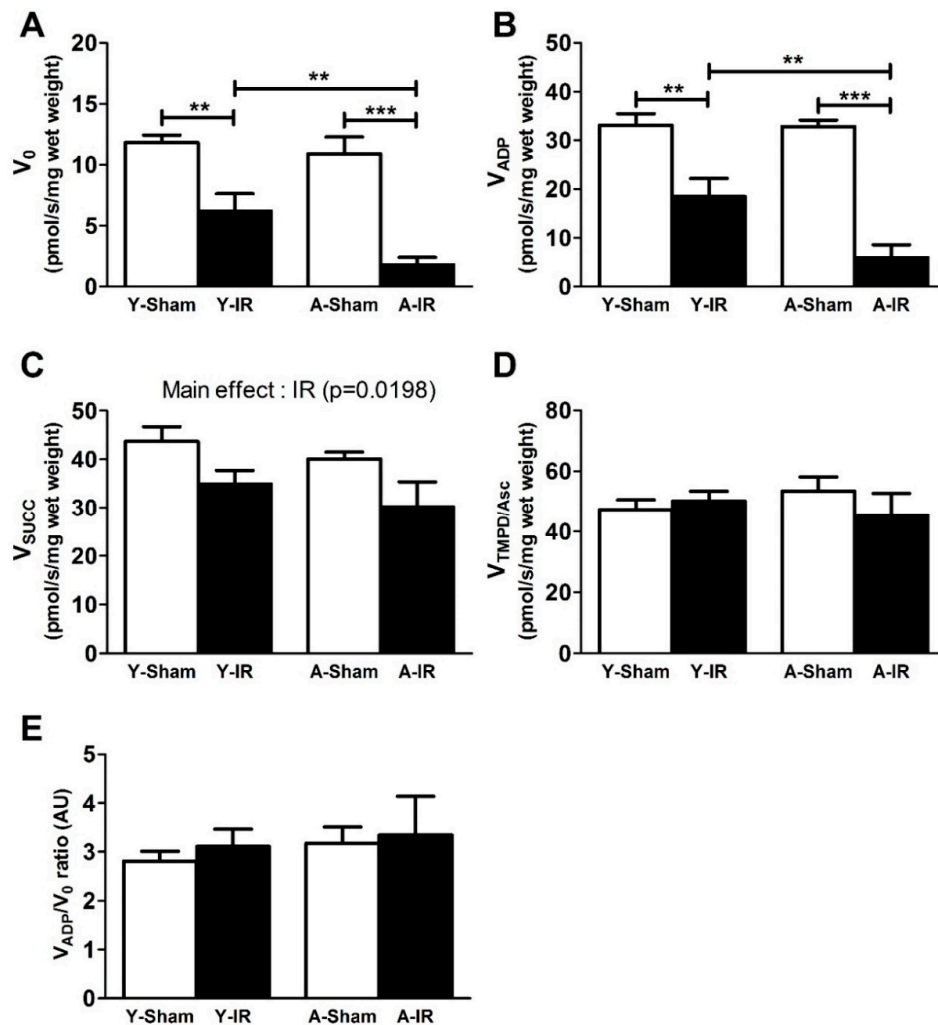 A
V0
(pmol/s/mg wet weight)
20
15
10
5
0
**
**
***
Y-Sham Y-IR A-Sham A-IR
B
VADP
(pmol/s/mg wet weight)
50
40
30
20
10
0
**
**
***
Y-Sham Y-IR A-Sham A-IR
C
Main effect : IR (p=0.0198)
VSUCC
(pmol/s/mg wet weight)
50
40
30
20
10
0
Y-Sham Y-IR A-Sham A-IR
D
VTMPD/Asc
(pmol/s/mg wet weight)
80
60
40
20
0
Y-Sham Y-IR A-Sham A-IR
E
VADP/V0 ratio (AU)
5
4
3
2
1
0
Y-Sham Y-IR A-Sham A-IR